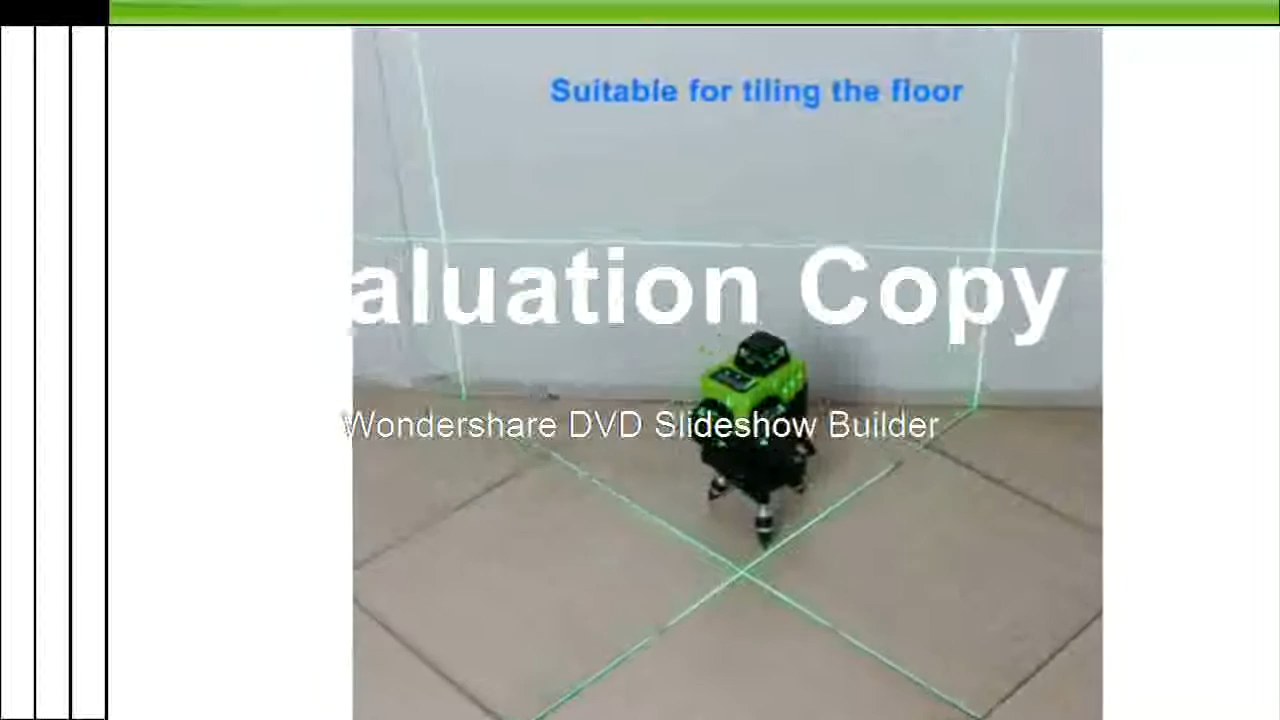 Suitable for tiling the floor
aluation Copy
Wondershare DVD Slideshow Builder